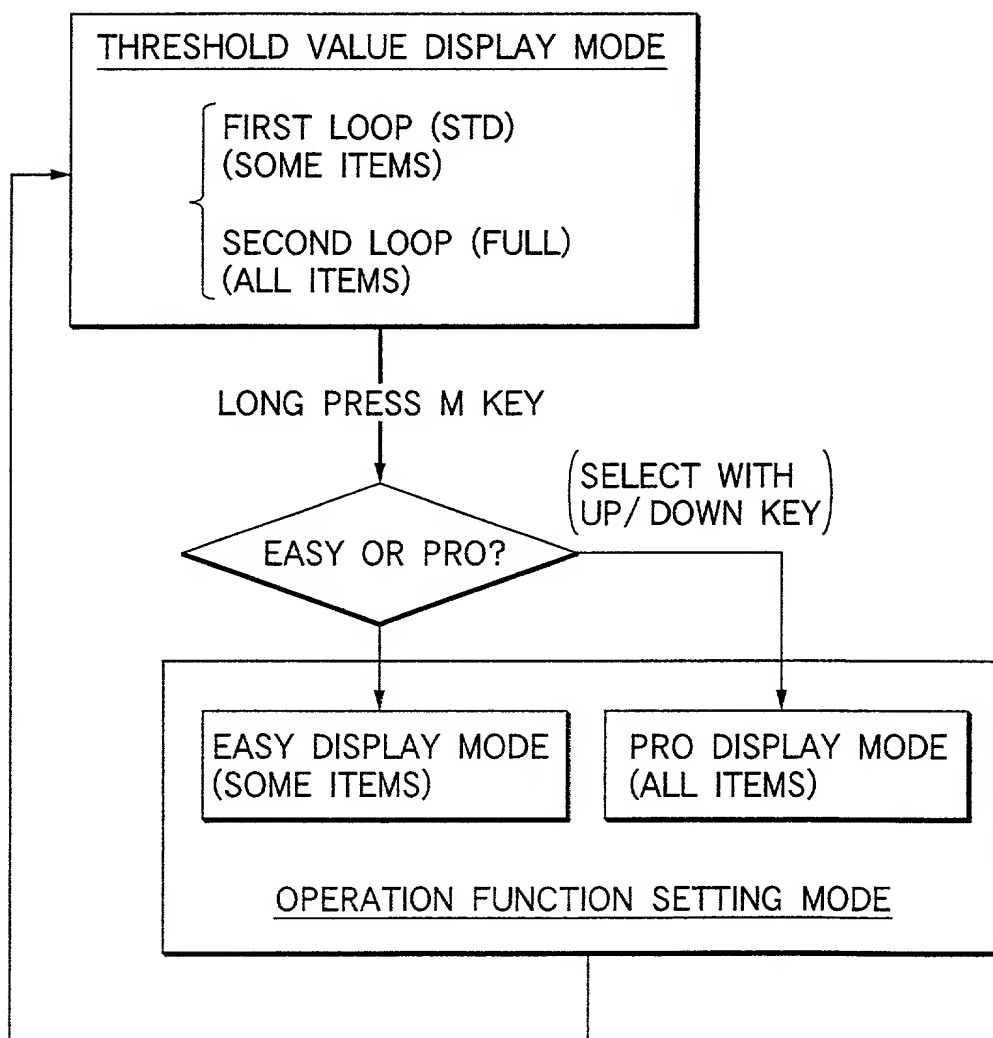 THRESHOLD VALUE DISPLAY MODE
FIRST LOOP (STD)
(SOME ITEMS)
SECOND LOOP (FULL)
(ALL ITEMS)
LONG PRESS M KEY
(SELECT WITH
UP/DOWN KEY)
EASY OR PRO?
EASY DISPLAY MODE
(SOME ITEMS)
PRO DISPLAY MODE
(ALL ITEMS)
OPERATION FUNCTION SETTING MODE